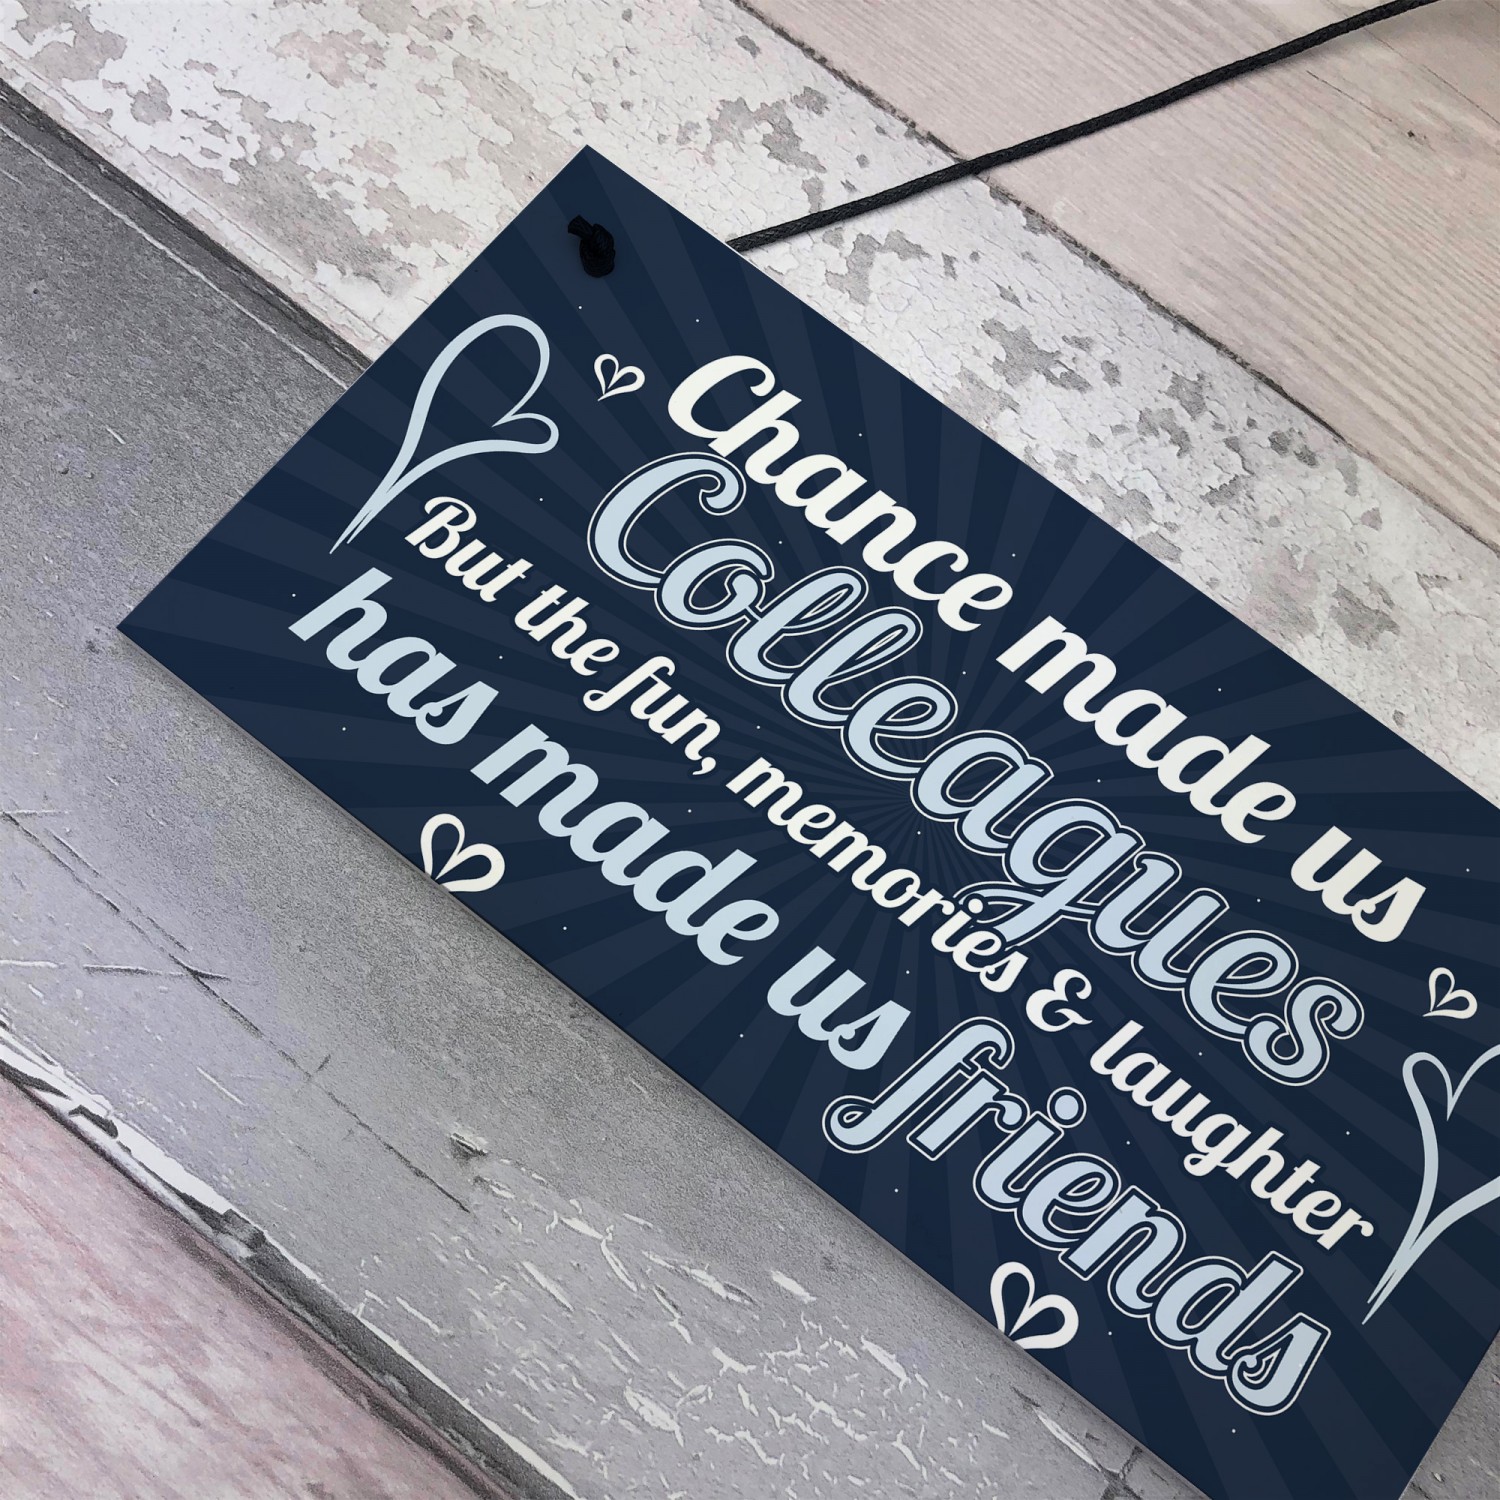 Chance made us
Colleagues
But the fun, memories & laughter
has made us friends